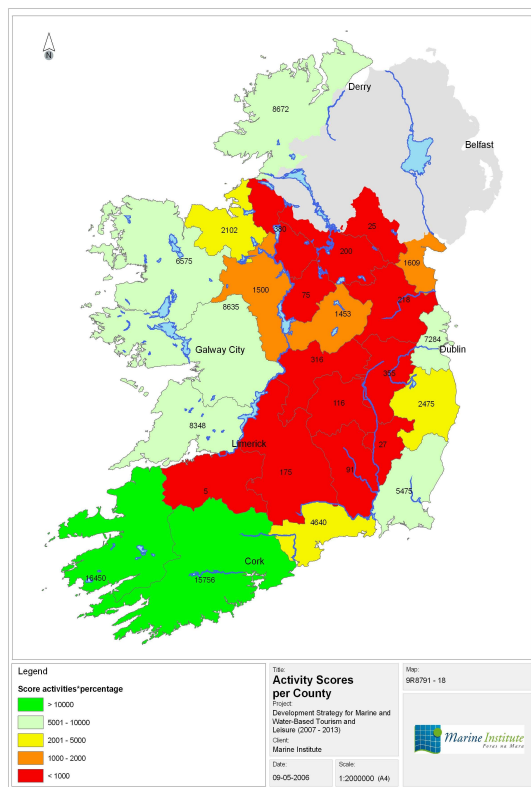 N
Derry
8672
Belfast
2102
380
25
200
6575
1609
1500
75
8635
1453
218
7284
Galway City
Dublin
316
355
116
2475
8348
27
Limerick
175
91
5
5475
4640
Cork
16450
15756
Legend
Score activities*percentage
> 10000
5001 - 10000
2001 - 5000
1000 - 2000
< 1000
Title:
Activity Scores
per County
Project:
Development Strategy for Marine and
Water-Based Tourism and
Leisure (2007 - 2013)
Client:
Marine Institute
Date:
09-05-2006
Scale:
1:2000000 (A4)
Map:
9R8791 - 18
Marine Institute
Foras na Mara